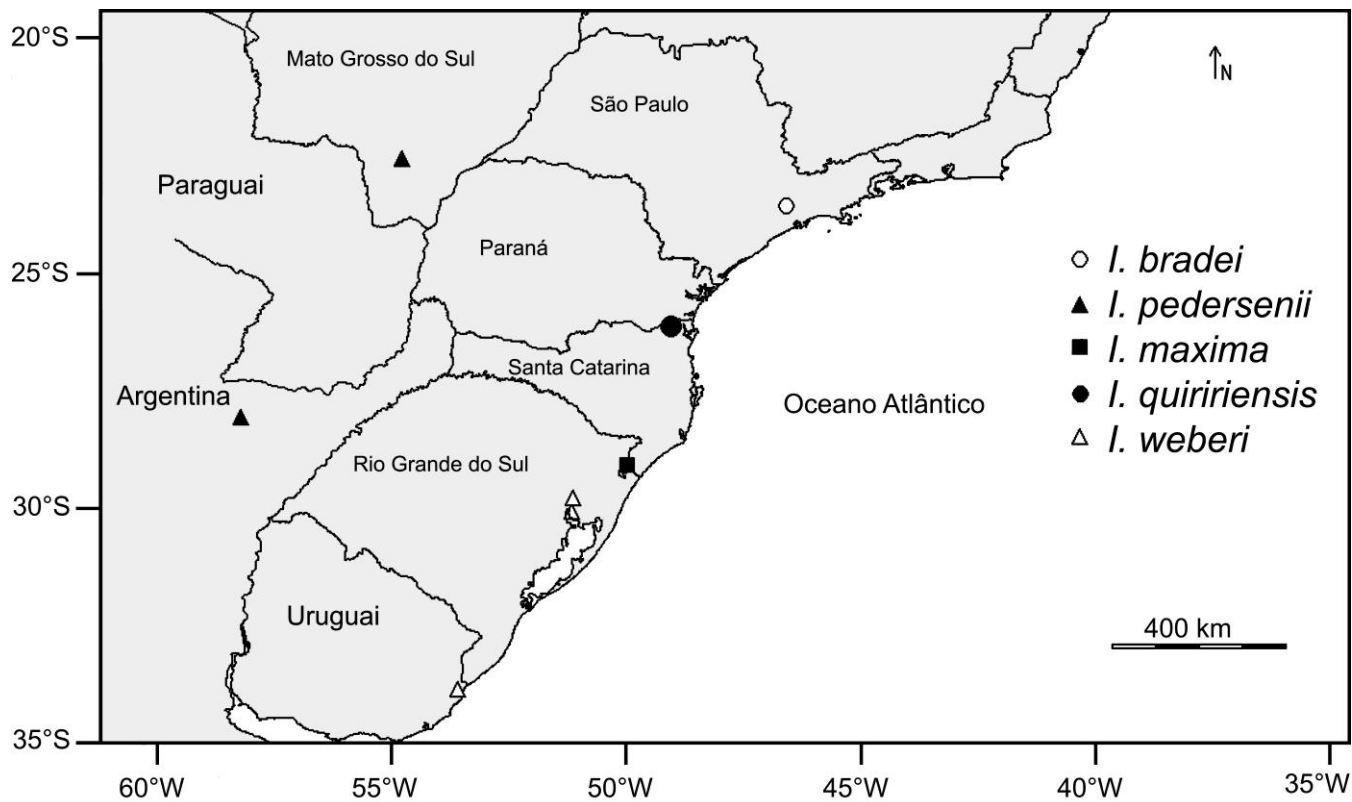 20°S
Mato Grosso do Sul
N
São Paulo
Paraguai
Paraná
25°S
I. bradei
I. pedersenii
I. maxima
I. quiririensis
I. weberi
Santa Catarina
Argentina
Oceano Atlântico
Rio Grande do Sul
30°S
Uruguai
400 km
35°S
60°W
55°W
50°W
45°W
40°W
35°W